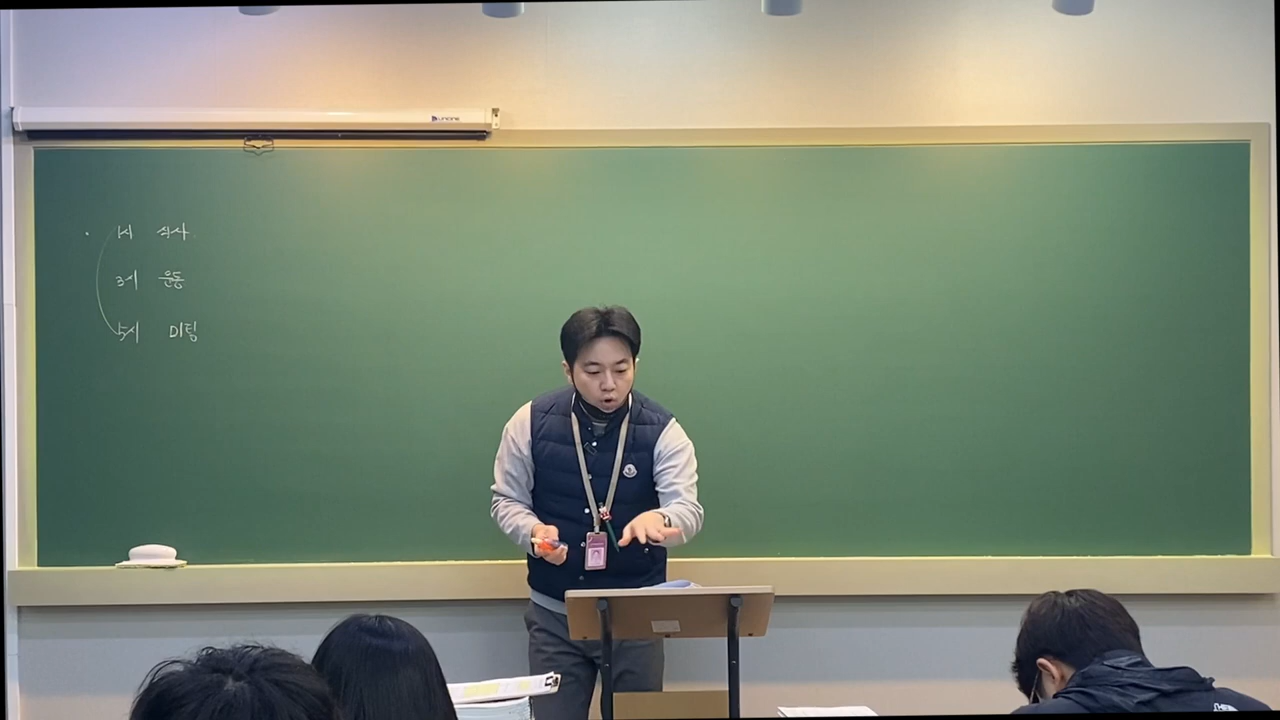 1시 식사
3시 운동
5시 미팅